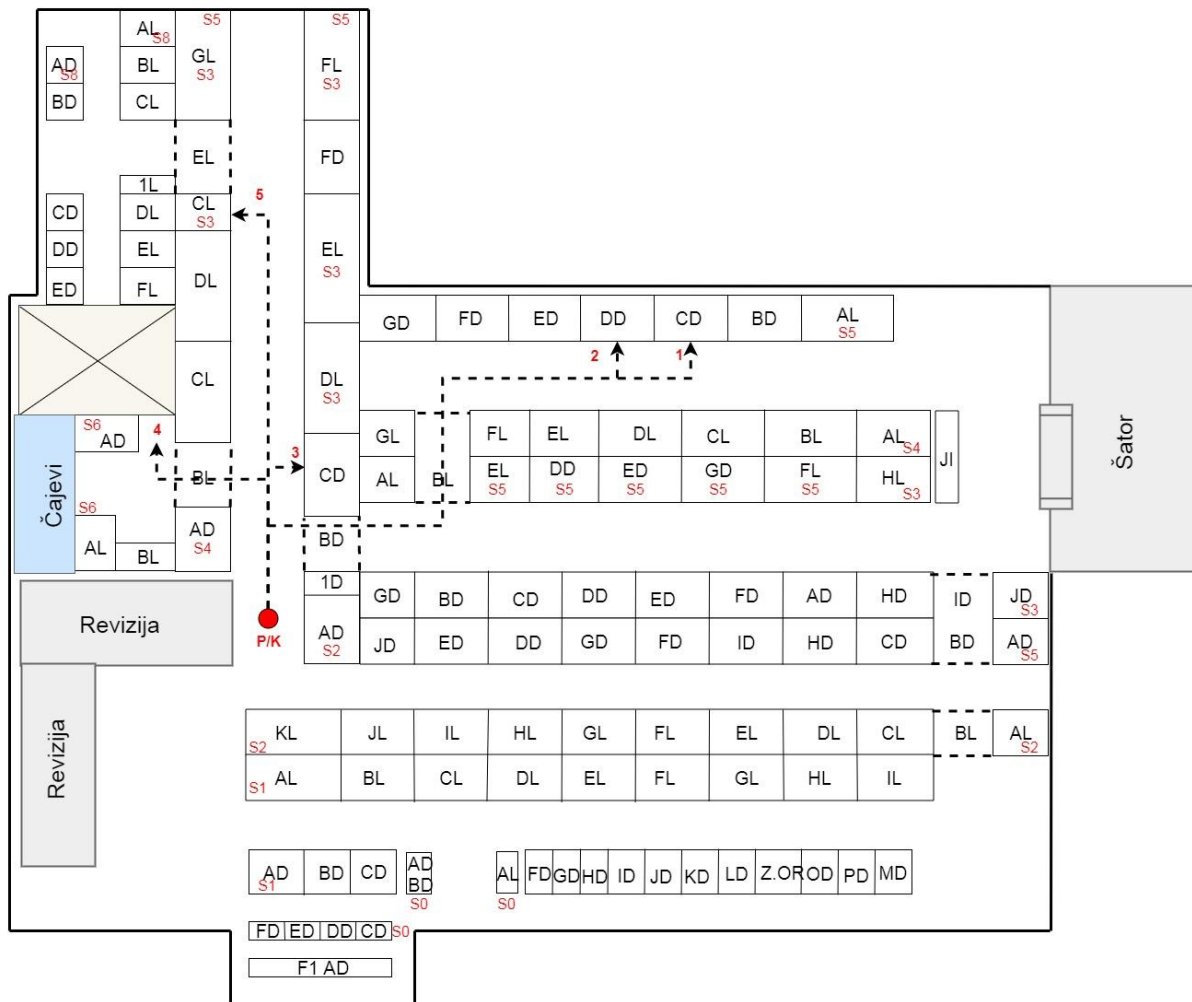 AL
S8
S5
S5
AD
S8
BL
GL
S3
FL
S3
BD
CL
EL
FD
1L
5
CD
DL
CL
S3
DD
EL
DL
EL
S3
ED
FL
GD
FD
ED
DD
CD
BD
AL
S5
2
1
CL
DL
S3
S6
AD
4
3
CD
GL
FL
EL
DL
CL
BL
AL
S4
BL
AL
BL
EL
S5
DD
S5
ED
S5
GD
S5
FL
S5
HL
S3
JI
Šator
Čajevi
S6
AL
BL
AD
S4
BD
1D
GD
BD
CD
DD
ED
FD
AD
HD
ID
JD
S3
Revizija
P/K
AD
S2
JD
ED
DD
GD
FD
ID
HD
CD
BD
AD
S5
Revizija
S2
KL
JL
IL
HL
GL
FL
EL
DL
CL
BL
AL
S2
S1
AL
BL
CL
DL
EL
FL
GL
HL
IL
AD
S1
BD
CD
AD
BD
S0
AL
S0
FD
GD
HD
ID
JD
KD
LD
Z.OR
OD
PD
MD
FD
ED
DD
CD
S0
F1 AD